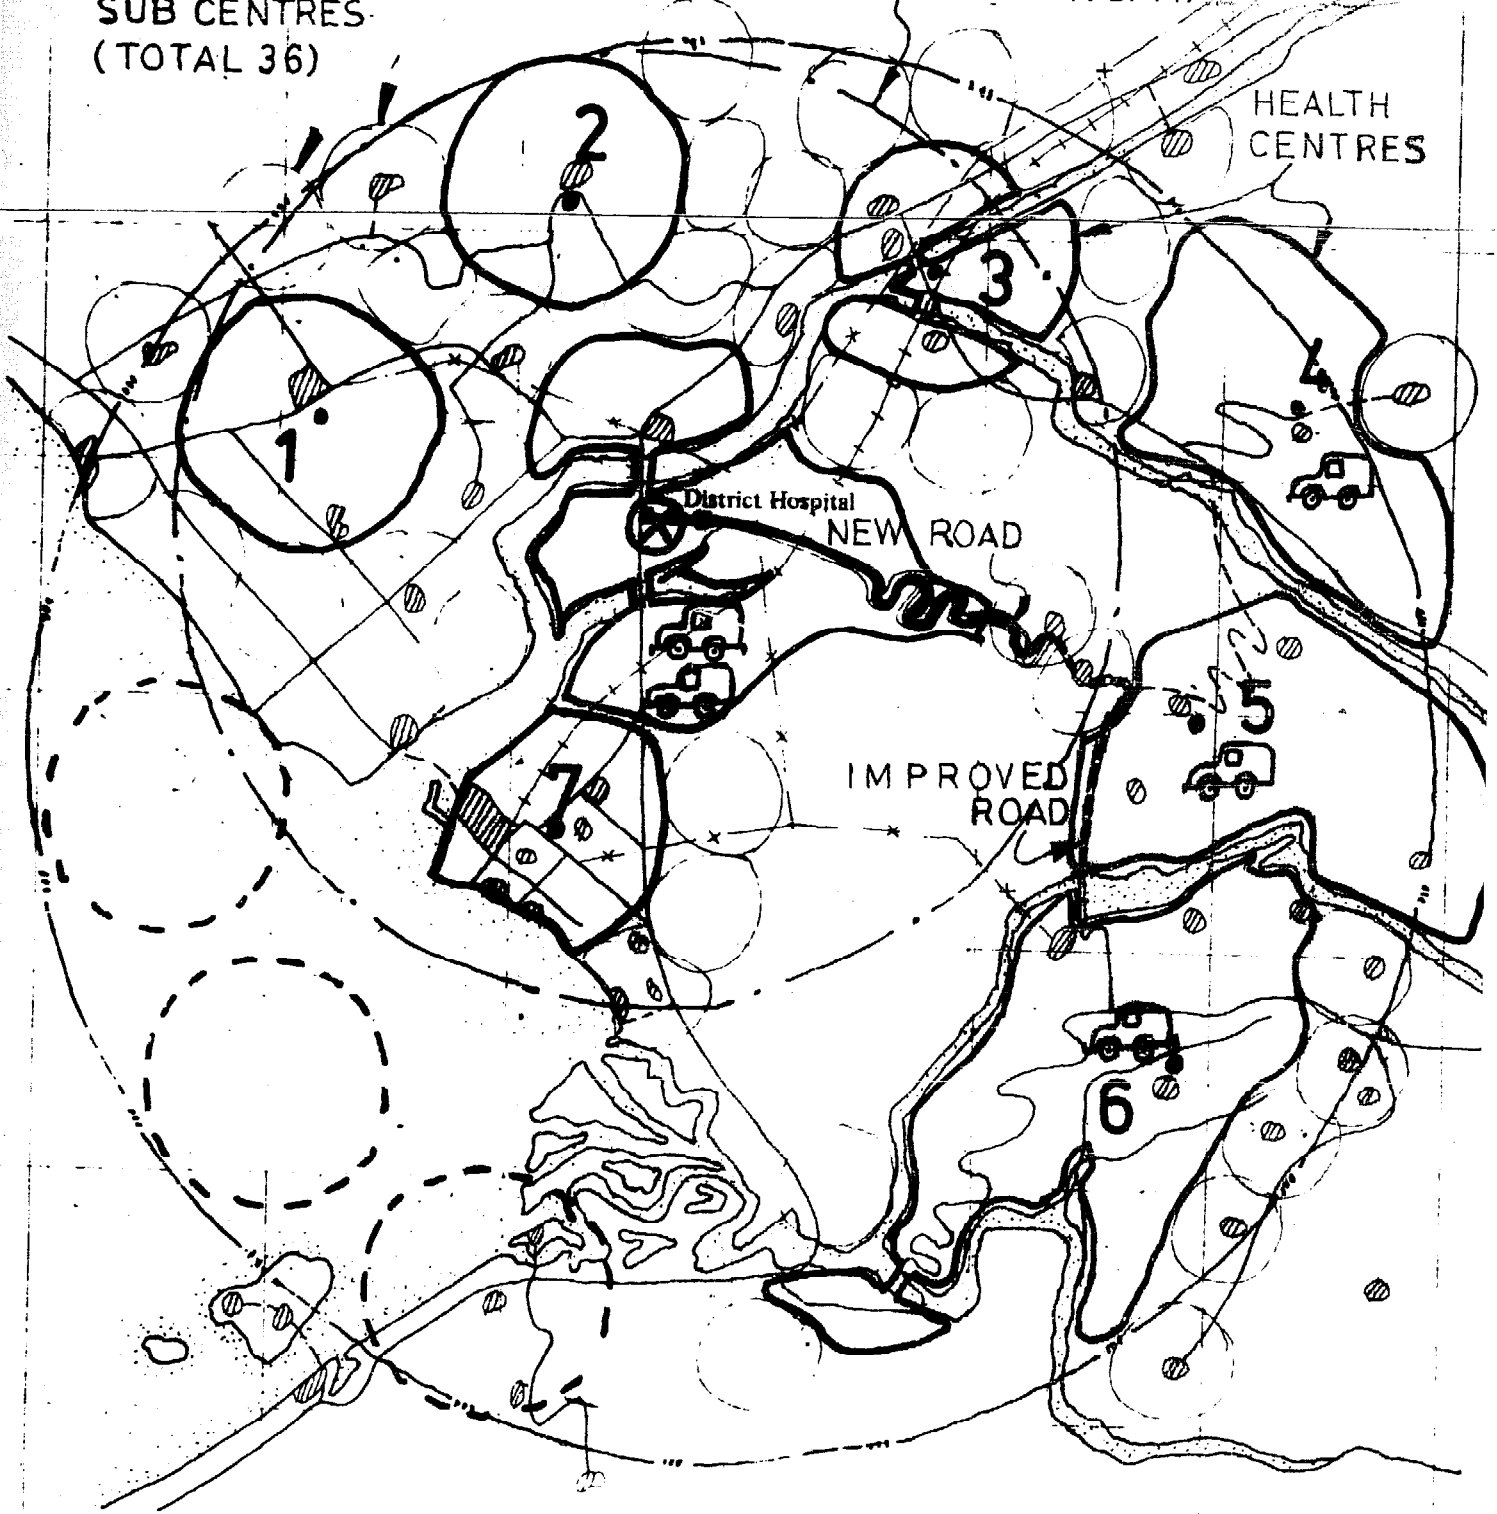 SUB CENTRES
(TOTAL 36)
HEALTH
CENTRES
2
3
4
1
District Hospital
NEW ROAD
5
IMPROVED
ROAD
7
6